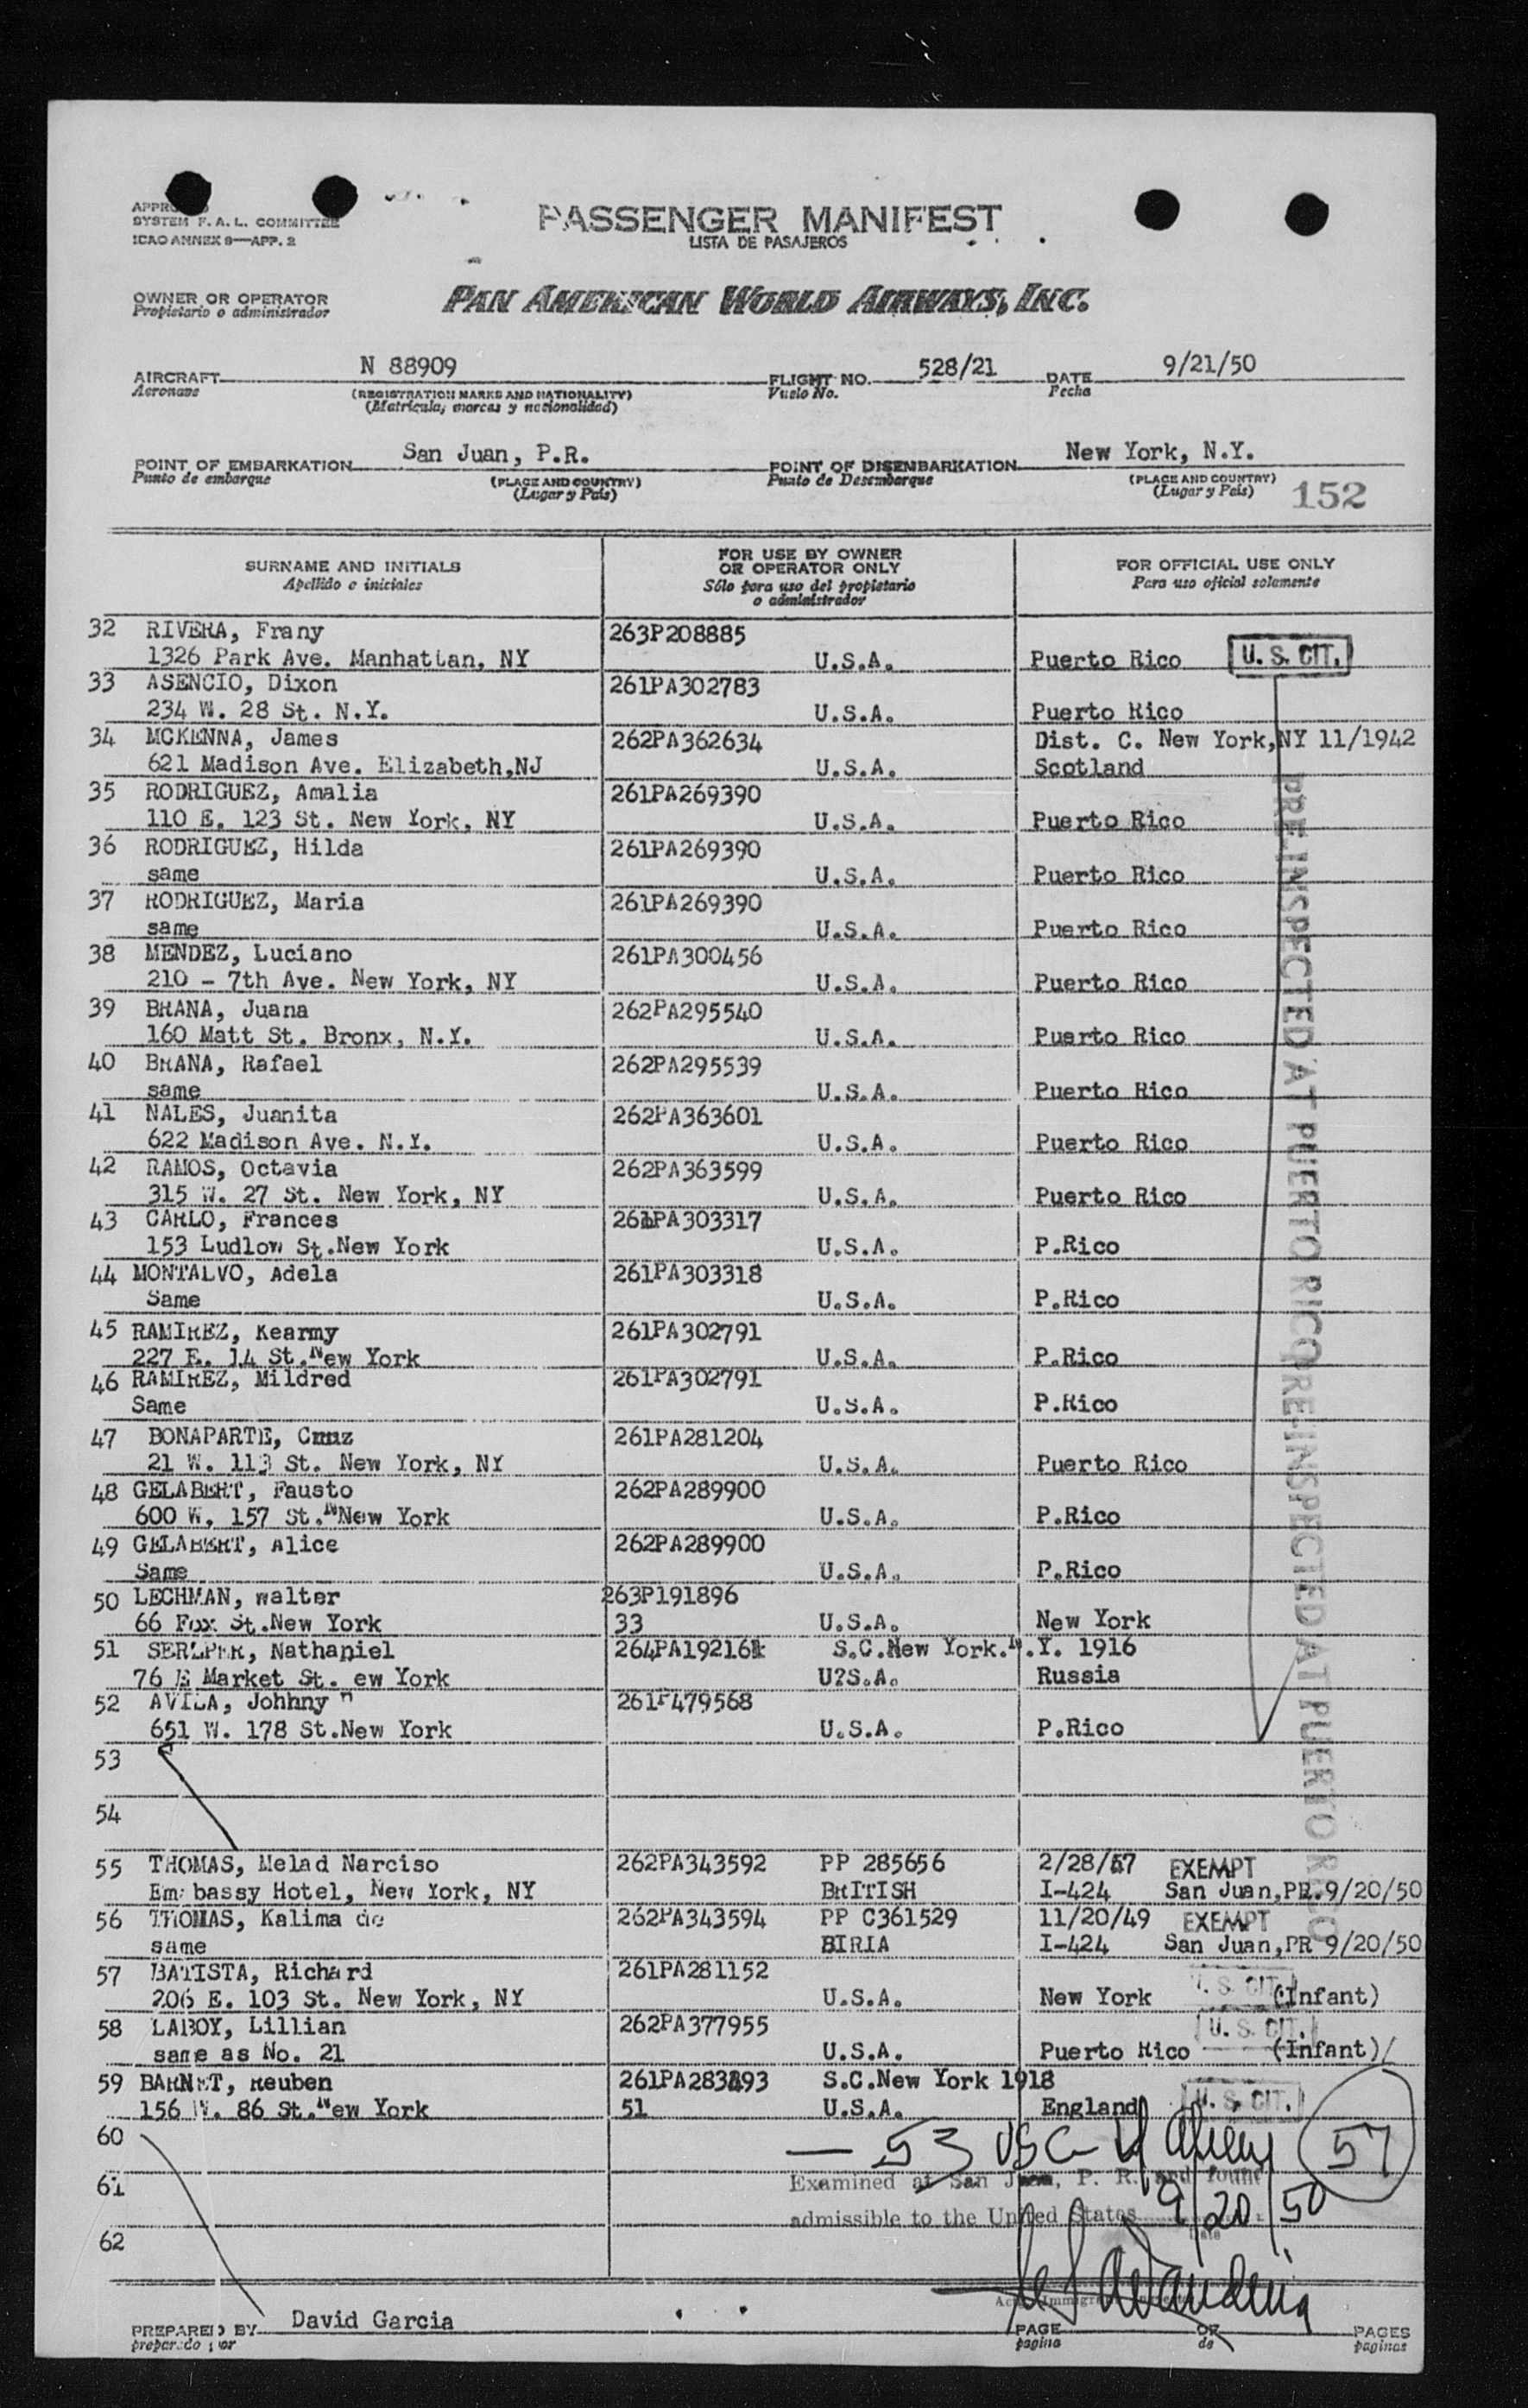 APPROVED
SYSTEM F. A. L. COMMITTEE
ICAO ANNEX 9—APP. 2
PASSENGER MANIFEST
LISTA DE PASAJEROS
OWNER OR OPERATOR
Propietario o administrador
PAN AMERICAN WORLD AIRWAYS, INC.
AIRCRAFT N 88909 FLIGHT NO. 528/21 DATE 9/21/50
Aeronave (REGISTRATION MARKS AND NATIONALITY) Vuelo No. Fecha
(Matrícula, marcas y nacionalidad)
POINT OF EMBARKATION San Juan, P.R. POINT OF DISEMBARKATION New York, N.Y.
Punto de embarque (PLACE AND COUNTRY) Punto de Desembarque (PLACE AND COUNTRY)
(Lugar y País) (Lugar y País) 152
SURNAME AND INITIALS FOR USE BY OWNER OR OPERATOR ONLY FOR OFFICIAL USE ONLY
Apellido e iniciales Sólo para uso del propietario o administrador Para uso oficial solamente
32 RIVERA, Frany 263P208885
1326 Park Ave. Manhattan, NY U.S.A. Puerto Rico U. S. CIT.
33 ASENCIO, Dixon 261PA302783
234 W. 28 St. N.Y. U.S.A. Puerto Rico
34 MCKENNA, James 262PA362634 Dist. C. New York,NY 11/1942
621 Madison Ave. Elizabeth,NJ U.S.A. Scotland
35 RODRIGUEZ, Amalia 261PA269390
110 E. 123 St. New York, NY U.S.A. Puerto Rico
36 RODRIGUEZ, Hilda 261PA269390
same U.S.A. Puerto Rico
37 RODRIGUEZ, Maria 261PA269390
same U.S.A. Puerto Rico
38 MENDEZ, Luciano 261PA300456
210 - 7th Ave. New York, NY U.S.A. Puerto Rico
39 BRANA, Juana 262PA295540
160 Matt St. Bronx, N.Y. U.S.A. Puerto Rico
40 BRANA, Rafael 262PA295539
same U.S.A. Puerto Rico
41 NALES, Juanita 262PA363601
622 Madison Ave. N.Y. U.S.A. Puerto Rico
42 RAMOS, Octavia 262PA363599
315 W. 27 St. New York, NY U.S.A. Puerto Rico
43 CARLO, Frances 261PA303317
153 Ludlow St.New York U.S.A. P.Rico
44 MONTALVO, Adela 261PA303318
Same U.S.A. P.Rico
45 RAMIREZ, Kearmy 261PA302791
227 E. 14 St.New York U.S.A. P.Rico
46 RAMIREZ, Mildred 261PA302791
Same U.S.A. P.Rico
47 BONAPARTE, Cruz 261PA281204
21 W. 113 St. New York, NY U.S.A. Puerto Rico
48 GELABERT, Fausto 262PA289900
600 W. 157 St.NNew York U.S.A. P.Rico
49 GELABERT, Alice 262PA289900
Same U.S.A. P.Rico
50 LECHMAN, walter 263P191896
66 Fox St.New York 33 U.S.A. New York
51 Nathaniel 264PA19216 S.C.New York.N.Y. 1916
76 E Market St. ew York U?S.A. Russia
52 AVILA, Johhny n 261P479568
651 W. 178 St.New York U.S.A. P.Rico
53
54
55 THOMAS, Melad Narciso 262PA343592 PP 285656 2/28/57 EXEMPT
Embassy Hotel, New York, NY BRITISH I-424 San Juan,PR.9/20/50
56 THOMAS, Kalima de 262PA343594 PP C361529 11/20/49 EXEMPT
same BIRIA I-424 San Juan,PR 9/20/50
57 BATISTA, Richard 261PA281152 U. S. CIT.
206 E. 103 St. New York, NY U.S.A. New York (Infant)
58 LABOY, Lillian 262PA377955 U. S. CIT.
same as No. 21 U.S.A. Puerto Rico (Infant)/
59 BARNET, Reuben 261PA283893 S.C.New York 1918
156 W. 86 St.New York 51 U.S.A. England U. S. CIT.
PRE-INSPECTED AT PUERTO RICO
PRE-INSPECTED AT PUERTO RICO
60
— 53 USC 4 Aliens 57
61
Examined at San Juan, P. R. and found
admissible to the United States 9/20/50
Date
62
PREPARED BY David Garcia PAGE OF PAGES
preparado por página de páginas